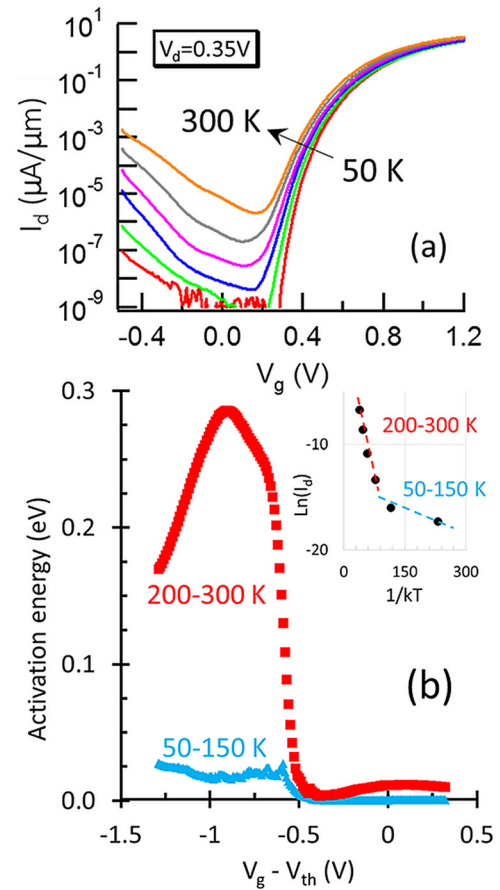 V_d=0.35V
10^1
10^-1
10^-3
10^-5
10^-7
10^-9
I_d (µA/µm)
300 K
50 K
(a)
-0.4 0.0 0.4 0.8 1.2
V_g (V)
0.3
0.2
0.1
0.0
Activation energy (eV)
200-300 K
50-150 K
(b)
-1.5 -1 -0.5 0
V_g - V_th (V)
Ln(I_d)
-10
-20
200-300 K
50-150 K
0 150 300
1/kT